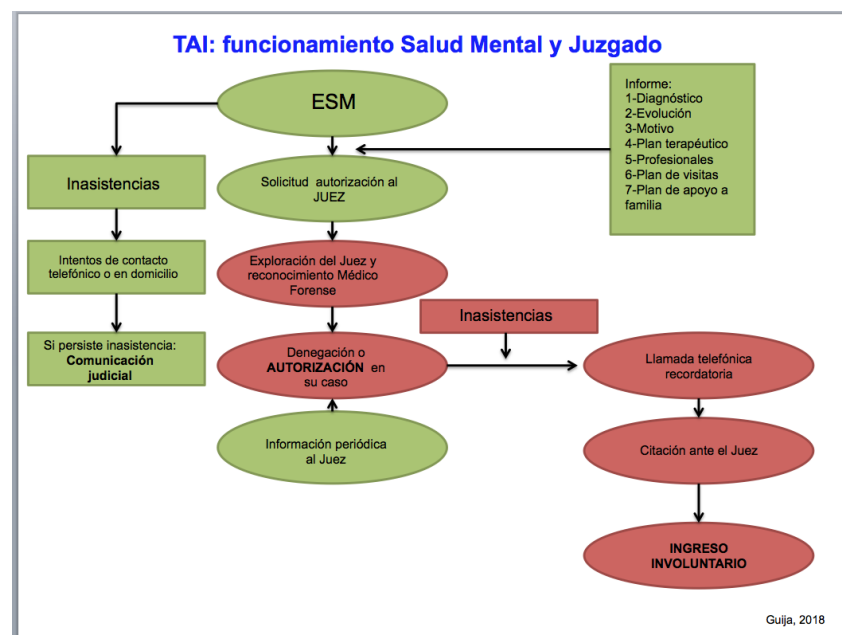 TAI: funcionamiento Salud Mental y Juzgado
ESM
Informe:
1-Diagnóstico
2-Evolución
3-Motivo
4-Plan terapéutico
5-Profesionales
6-Plan de visitas
7-Plan de apoyo a
familia
Inasistencias
Solicitud autorización al
JUEZ
Intentos de contacto
telefónico o en domicilio
Exploración del Juez y
reconocimiento Médico
Forense
Inasistencias
Si persiste inasistencia:
Comunicación
judicial
Denegación o
AUTORIZACIÓN en
su caso
Llamada telefónica
recordatoria
Información periódica
al Juez
Citación ante el Juez
INGRESO
INVOLUNTARIO
Guija, 2018